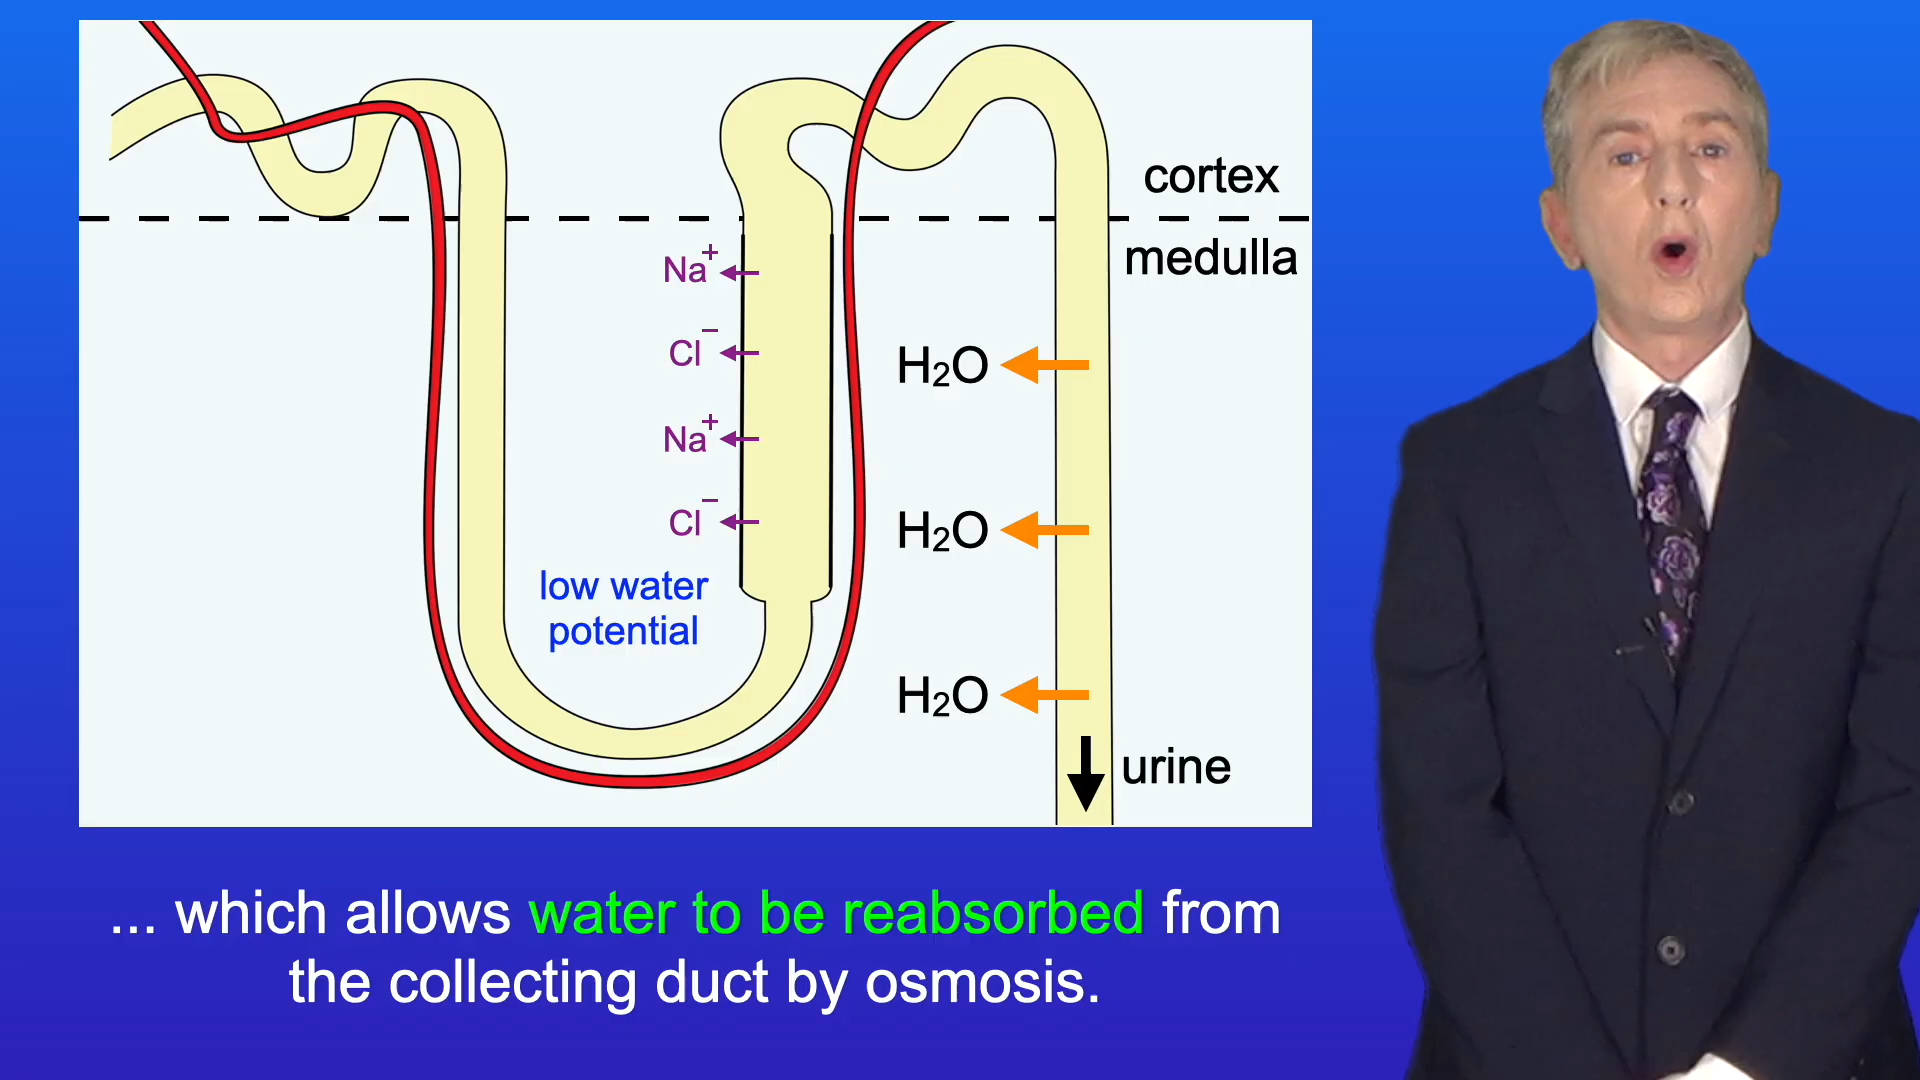 cortex
medulla
Na⁺
Cl⁻
Na⁺
Cl⁻
low water
potential
H₂O
H₂O
H₂O
urine
... which allows water to be reabsorbed from
the collecting duct by osmosis.